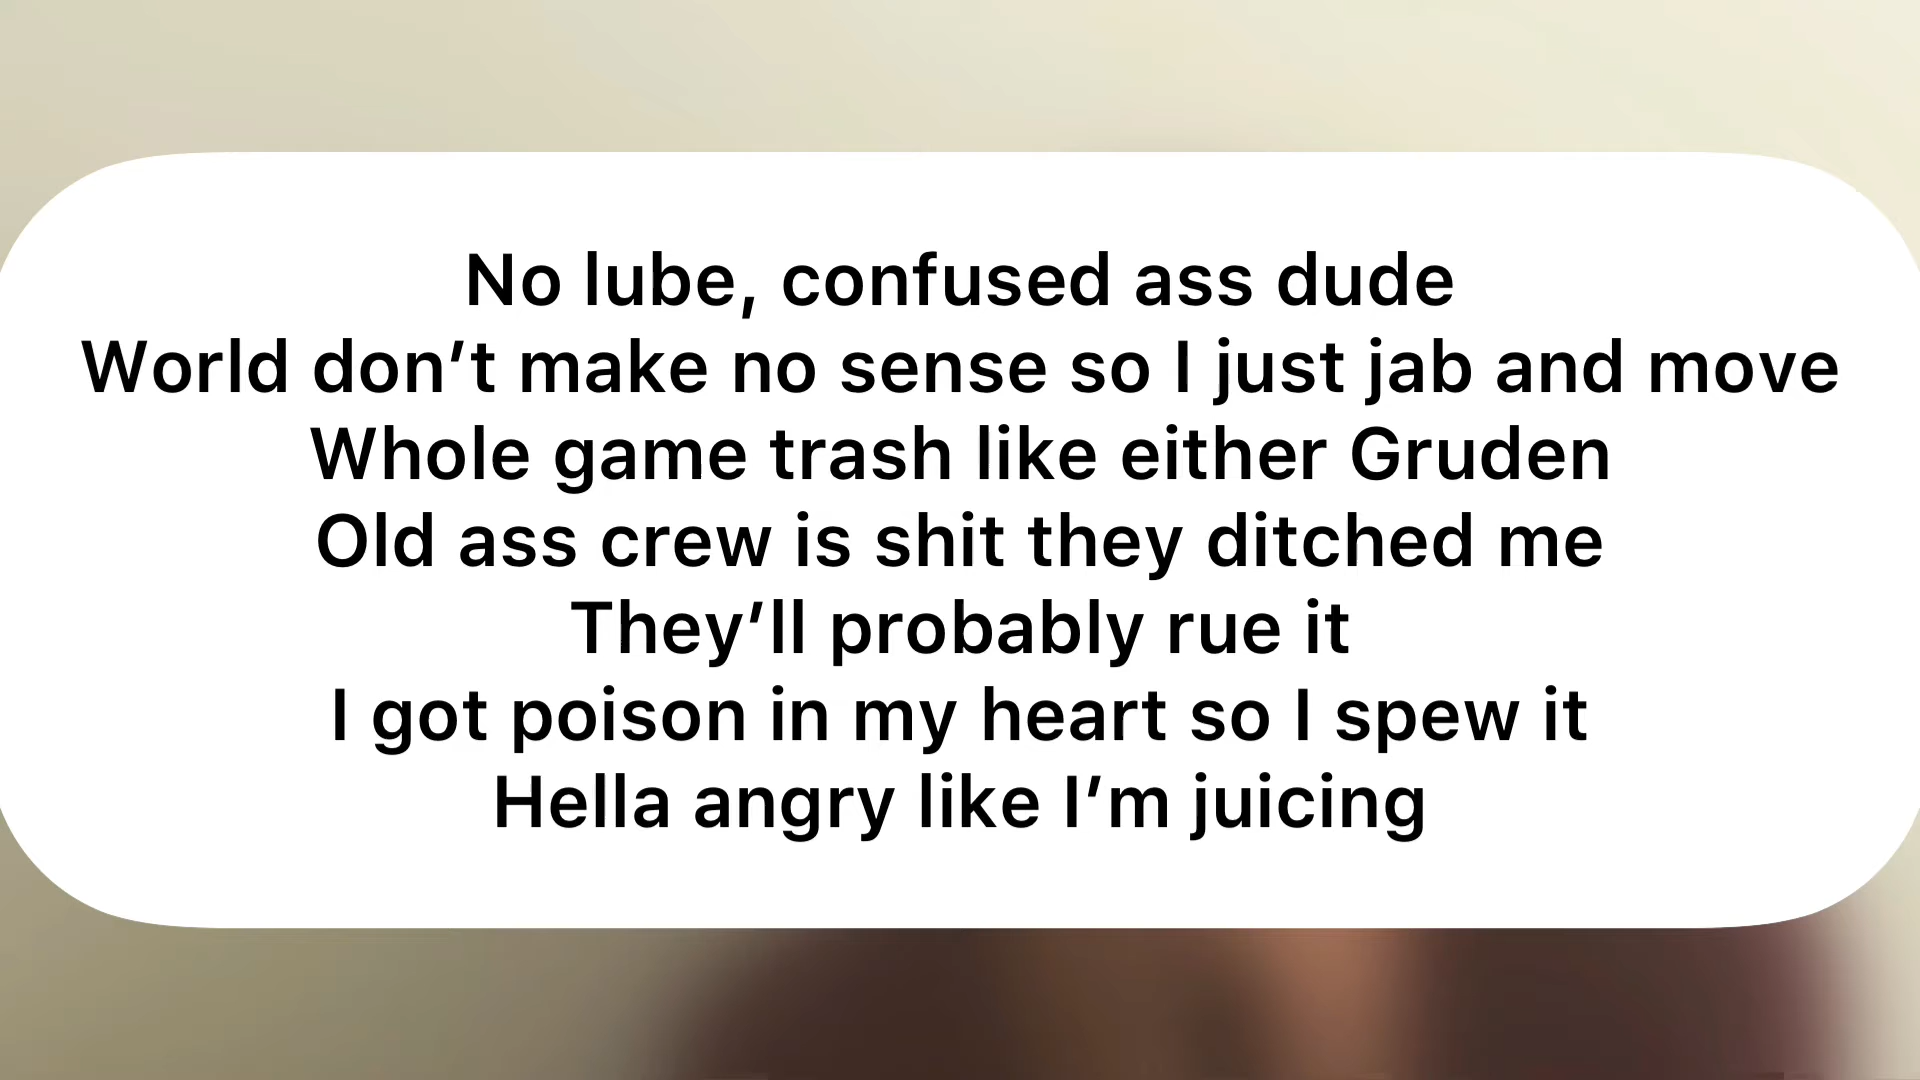 No lube, confused ass dude
World don’t make no sense so I just jab and move
Whole game trash like either Gruden
Old ass crew is shit they ditched me
They’ll probably rue it
I got poison in my heart so I spew it
Hella angry like I’m juicing